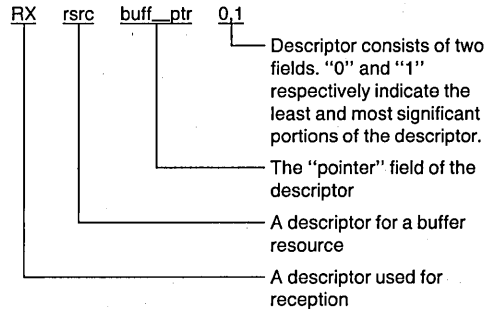 RX rsrc buff__ptr 0,1
Descriptor consists of two
fields. "0" and "1"
respectively indicate the
least and most significant
portions of the descriptor.
The "pointer" field of the
descriptor
A descriptor for a buffer
resource
A descriptor used for
reception